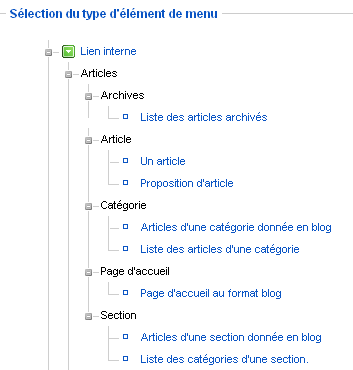 Sélection du type d'élément de menu
Lien interne
Articles
Archives
Liste des articles archivés
Article
Un article
Proposition d'article
Catégorie
Articles d'une catégorie donnée en blog
Liste des articles d'une catégorie
Page d'accueil
Page d'accueil au format blog
Section
Articles d'une section donnée en blog
Liste des catégories d'une section.